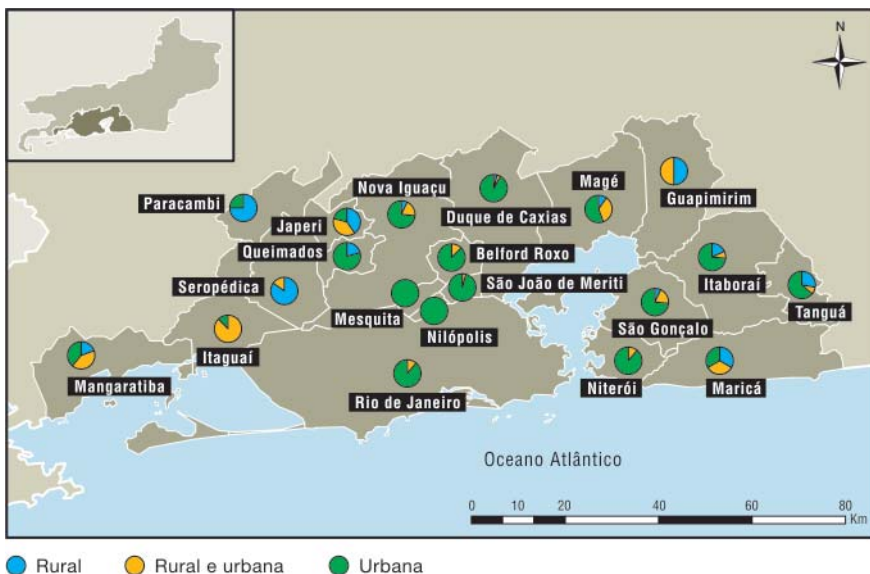 N
Paracambi
Nova Iguaçu
Magé
Guapimirim
Japeri
Duque de Caxias
Queimados
Belford Roxo
Seropédica
São João de Meriti
Itaboraí
Mesquita
Tanguá
Itaguaí
Nilópolis
São Gonçalo
Mangaratiba
Rio de Janeiro
Niterói
Maricá
Oceano Atlântico
0 10 20 40 60 80
Km
Rural Rural e urbana Urbana